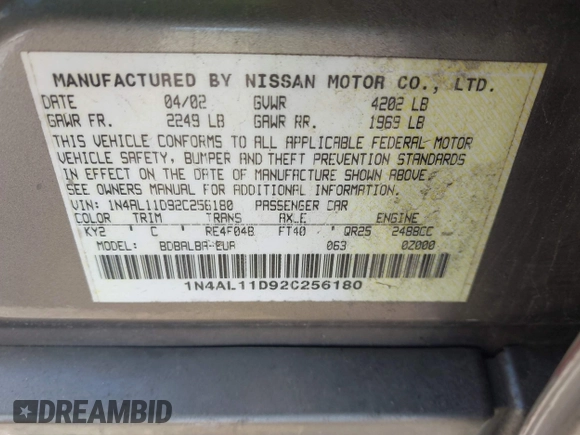 MANUFACTURED BY NISSAN MOTOR CO., LTD.
DATE 04/02 GVWR 4202 LB
GAWR FR. 2249 LB GAWR RR. 1969 LB
THIS VEHICLE CONFORMS TO ALL APPLICABLE FEDERAL MOTOR
VEHICLE SAFETY, BUMPER AND THEFT PREVENTION STANDARDS
IN EFFECT ON THE DATE OF MANUFACTURE SHOWN ABOVE.
SEE OWNERS MANUAL FOR ADDITIONAL INFORMATION.
VIN: 1N4AL11D92C256180 PASSENGER CAR
COLOR TRIM TRANS AXLE ENGINE
KY2 C RE4F04B FT40 QR25 2488CC
MODEL: BDBALBA-EUA 063 0Z000
1N4AL11D92C256180
DREAMBID